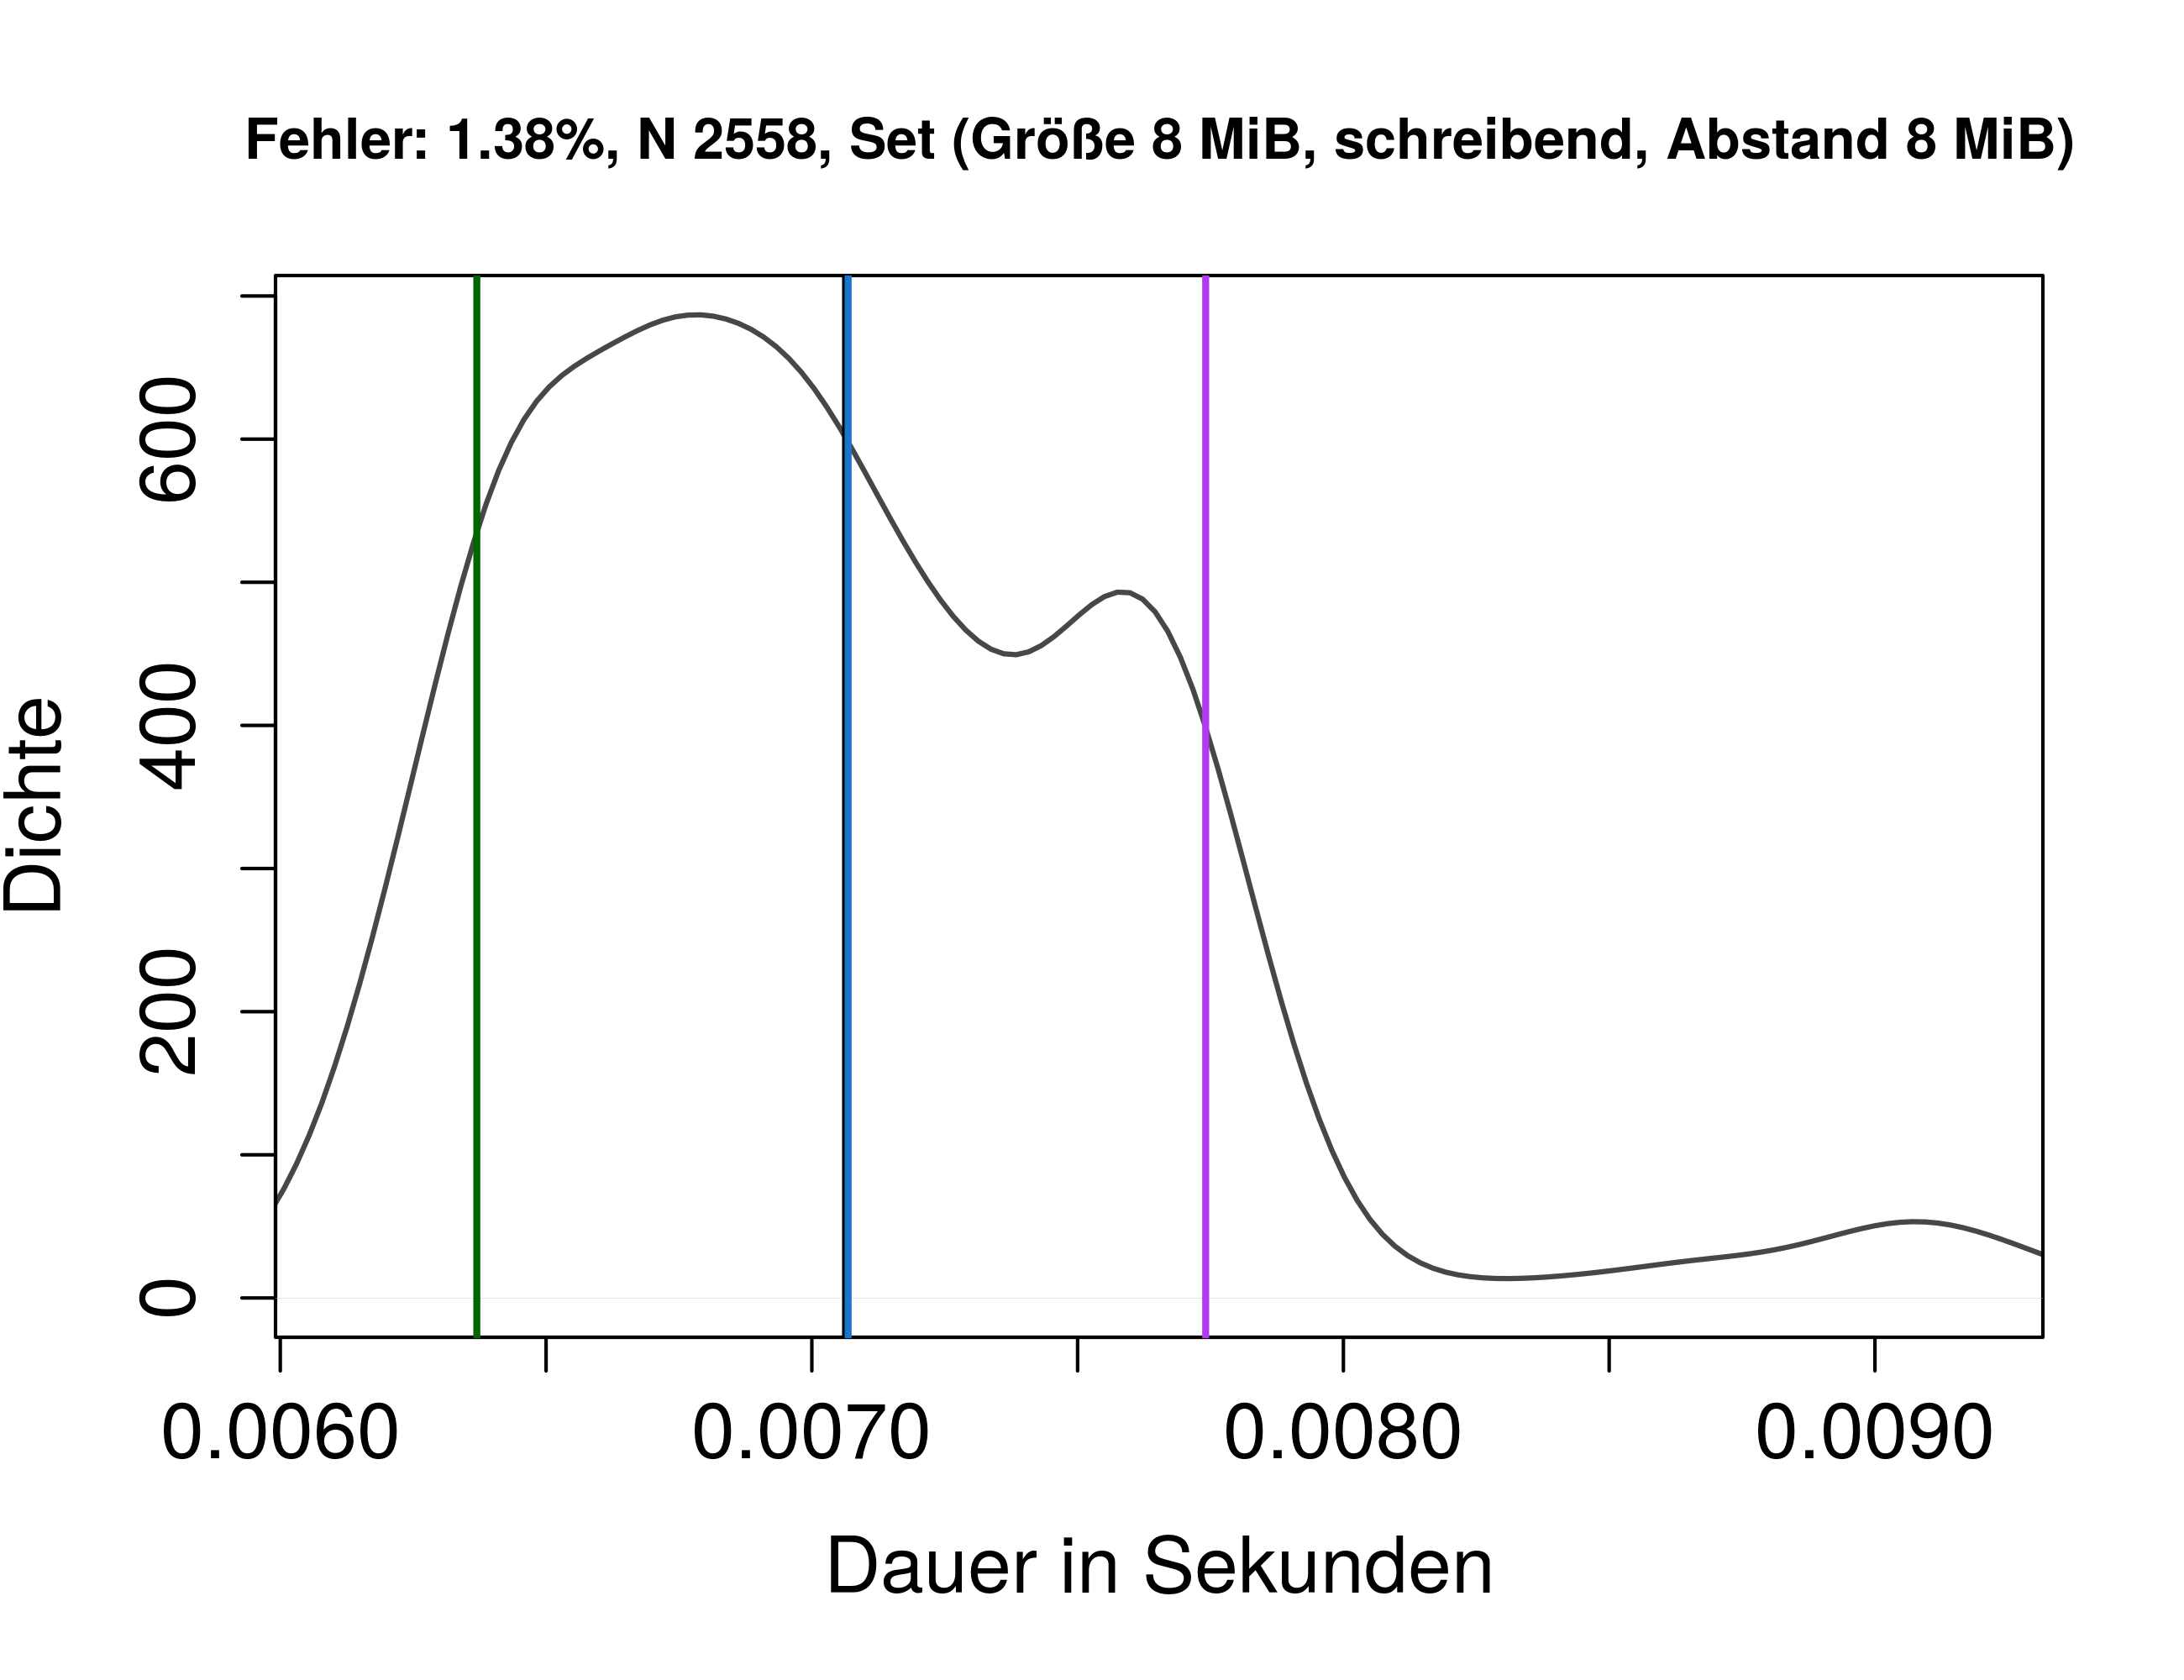 Fehler: 1.38%, N 2558, Set (Größe 8 MiB, schreibend, Abstand 8 MiB)
Dichte
600
400
200
0
0.0060 0.0070 0.0080 0.0090
Dauer in Sekunden